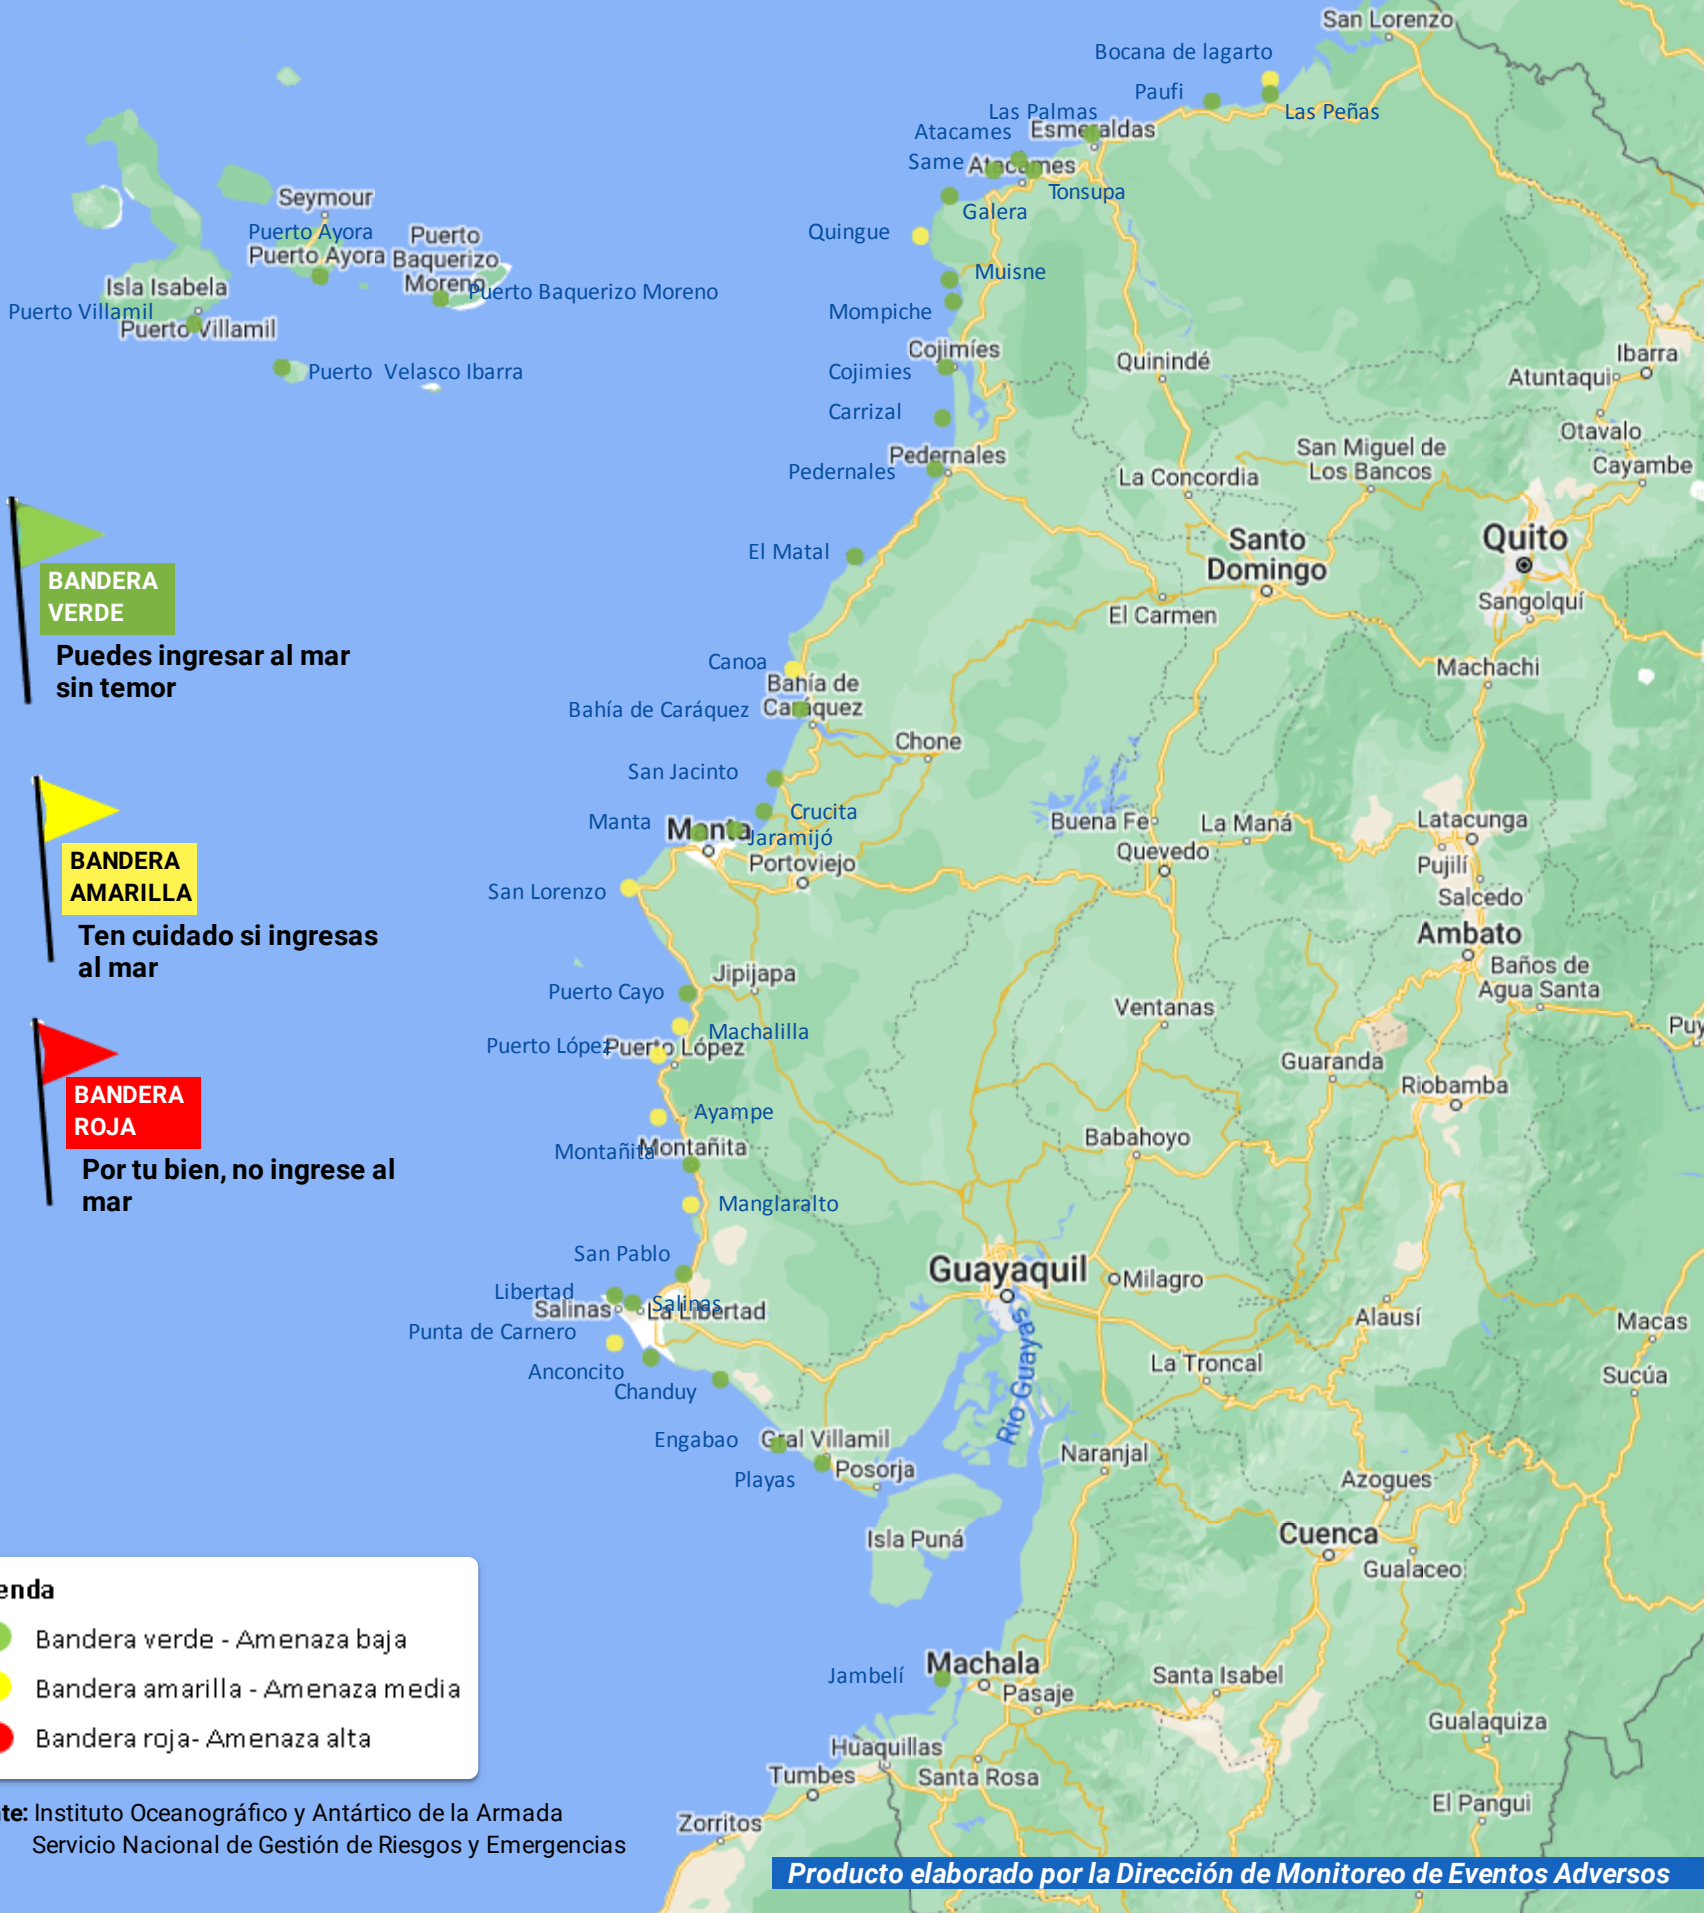 San Lorenzo
Bocana de lagarto
Paufi
Las Peñas
Las Palmas
Esmeraldas
Atacames
Same
Atacames
Tonsupa
Galera
Quingue
Muisne
Mompiche
Cojimíes
Cojimies
Carrizal
Pedernales
Pedernales
El Matal
Canoa
Bahía de
Caráquez
Bahía de Caráquez
Chone
San Jacinto
Crucita
Manta
Manta
Jaramijó
Portoviejo
San Lorenzo
Jipijapa
Puerto Cayo
Machalilla
Puerto López
Puerto López
Ayampe
Montañita
Montañita
Manglaralto
San Pablo
Libertad
Salinas
Salinas
La Libertad
Punta de Carnero
Anconcito
Chanduy
Engabao
Gral Villamil
Playas
Posorja
Isla Puná
Jambelí
Machala
Pasaje
Huaquillas
Tumbes
Santa Rosa
Zorritos
Seymour
Puerto Ayora
Puerto Ayora
Puerto
Baquerizo
Moreno
Puerto Baquerizo Moreno
Isla Isabela
Puerto Villamil
Puerto Villamil
Puerto Velasco Ibarra
Quinindé
Ibarra
Atuntaqui
Otavalo
San Miguel de
Los Bancos
Cayambe
La Concordia
Santo
Domingo
Quito
El Carmen
Sangolquí
Machachi
Buena Fe
La Maná
Latacunga
Quevedo
Pujilí
Salcedo
Ambato
Baños de
Agua Santa
Ventanas
Puy
Guaranda
Riobamba
Babahoyo
Guayaquil
Milagro
Río Guayas
Alausí
Macas
La Troncal
Sucúa
Naranjal
Azogues
Cuenca
Gualaceo
Santa Isabel
Gualaquiza
El Pangui
BANDERA
VERDE
Puedes ingresar al mar
sin temor
BANDERA
AMARILLA
Ten cuidado si ingresas
al mar
BANDERA
ROJA
Por tu bien, no ingrese al
mar
enda
Bandera verde - Amenaza baja
Bandera amarilla - Amenaza media
Bandera roja- Amenaza alta
te: Instituto Oceanográfico y Antártico de la Armada
Servicio Nacional de Gestión de Riesgos y Emergencias
Producto elaborado por la Dirección de Monitoreo de Eventos Adversos